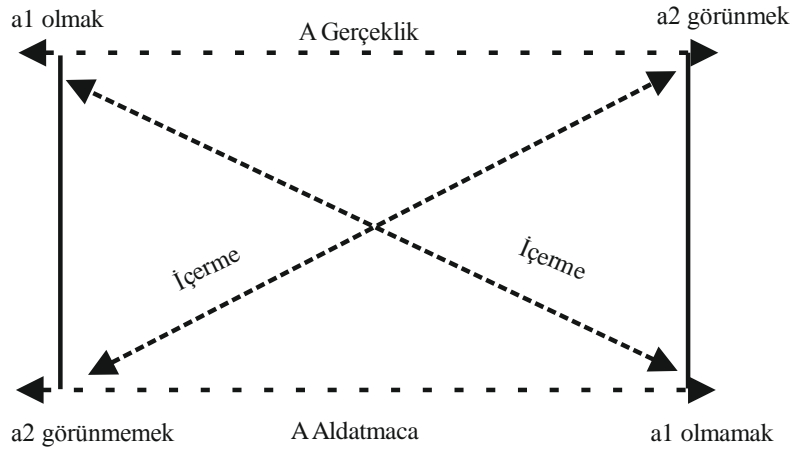 a1 olmak
A Gerçeklik
a2 görünmek
İçerme
İçerme
a2 görünmemek
A Aldatmaca
a1 olmamak